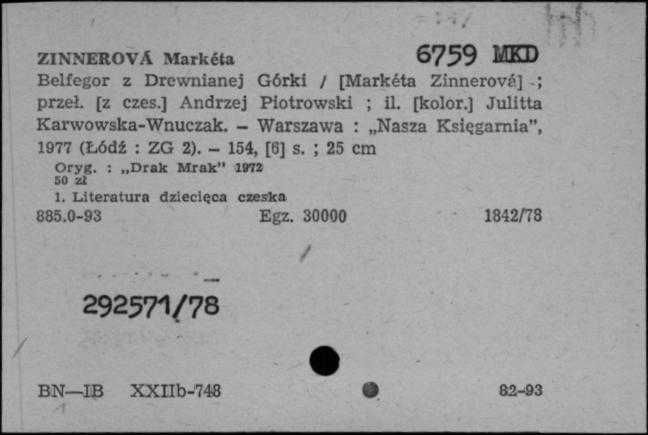 ZINNEROVÁ Markéta 6759 MKD
Belfegor z Drewnianej Górki / [Markéta Zinnerová] ;
przeł. [z czes.] Andrzej Piotrowski ; il. [kolor.] Julitta
Karwowska-Wnuczak. – Warszawa : „Nasza Księgarnia”,
1977 (Łódź : ZG 2). – 154, [6] s. ; 25 cm
Oryg. : „Drak Mrak” 1972
50 zł
1. Literatura dziecięca czeska
885.0-93 Egz. 30000 1842/78
292571/78
BN—IB XXIIb-748 82-93